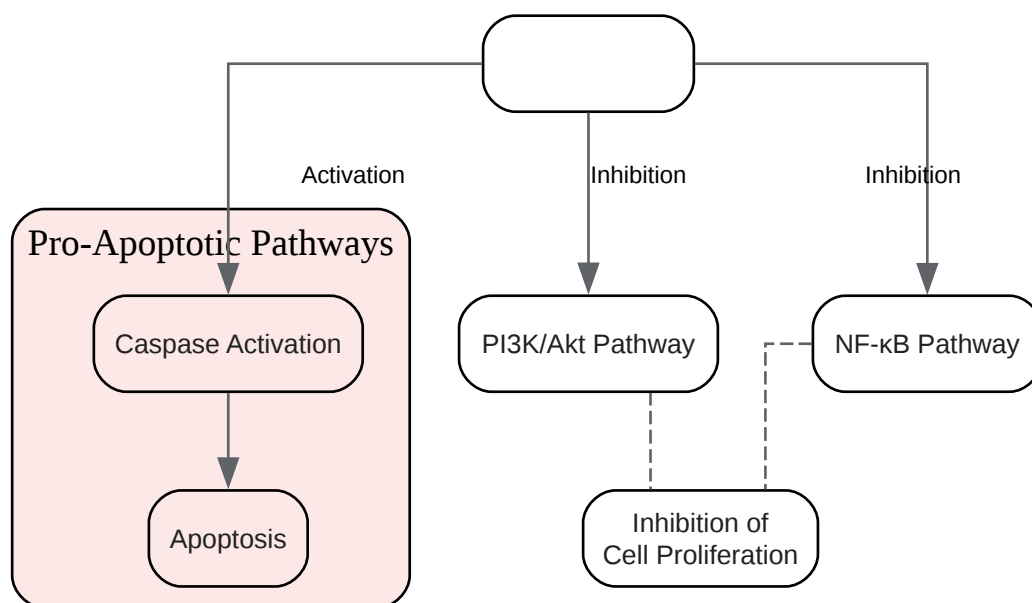 Activation
Inhibition
Inhibition
Pro-Apoptotic Pathways
Caspase Activation
PI3K/Akt Pathway
NF-κB Pathway
Apoptosis
Inhibition of
Cell Proliferation